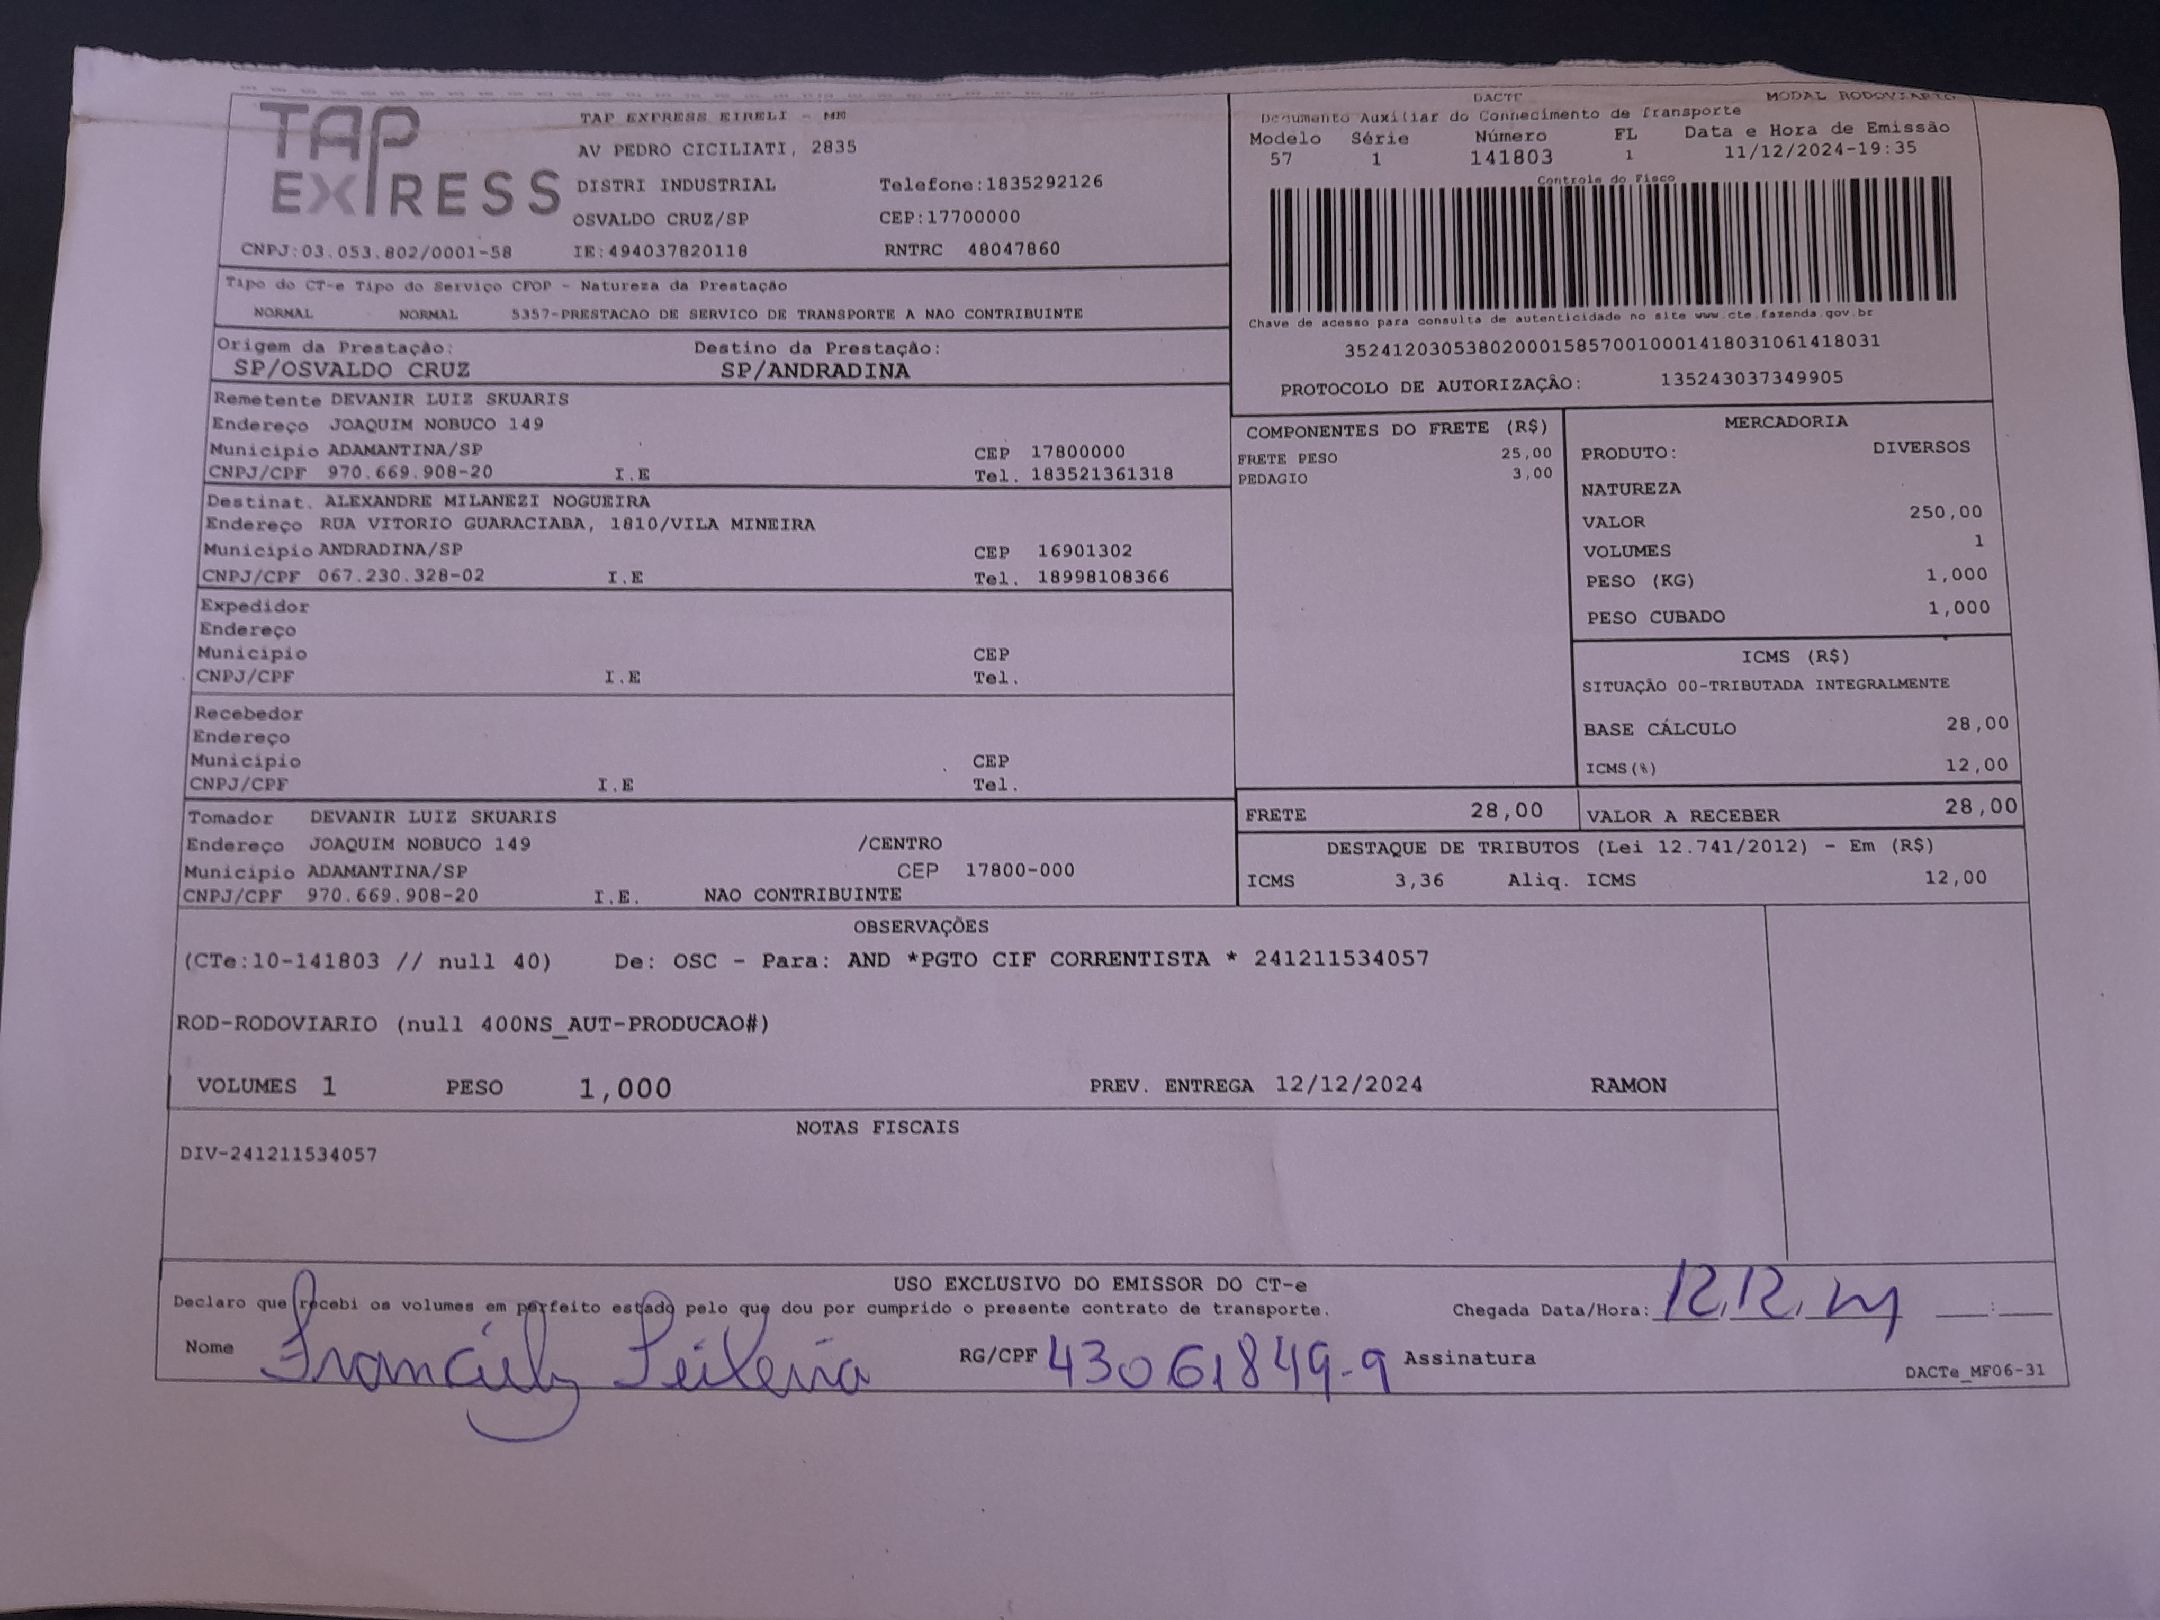 TAP EXPRESS
TAP EXPRESS EIRELI - ME
AV PEDRO CICILIATI, 2835
DISTRI INDUSTRIAL Telefone:1835292126
OSVALDO CRUZ/SP CEP:17700000
CNPJ:03.053.802/0001-58 IE:494037820118 RNTRC 48047860
DACTE MODAL RODOVIARIO
Documento Auxiliar do Conhecimento de Transporte
Modelo Série Número FL Data e Hora de Emissão
57 1 141803 1 11/12/2024-19:35
Controle do Fisco
Chave de acesso para consulta de autenticidade no site www.cte.fazenda.gov.br
35241203053802000158570010001418031061418031
PROTOCOLO DE AUTORIZAÇÂO: 135243037349905
Tipo do CT-e Tipo do Serviço CFOP - Natureza da Prestação
NORMAL NORMAL 5357-PRESTACAO DE SERVICO DE TRANSPORTE A NAO CONTRIBUINTE
Origem da Prestação: Destino da Prestação:
SP/OSVALDO CRUZ SP/ANDRADINA
Remetente DEVANIR LUIZ SKUARIS
Endereço JOAQUIM NOBUCO 149
Municipio ADAMANTINA/SP CEP 17800000
CNPJ/CPF 970.669.908-20 I.E Tel. 183521361318
Destinat. ALEXANDRE MILANEZI NOGUEIRA
Endereço RUA VITORIO GUARACIABA, 1810/VILA MINEIRA
Municipio ANDRADINA/SP CEP 16901302
CNPJ/CPF 067.230.328-02 I.E Tel. 18998108366
Expedidor
Endereço
Municipio CEP
CNPJ/CPF I.E Tel.
Recebedor
Endereço
Municipio CEP
CNPJ/CPF I.E Tel.
Tomador DEVANIR LUIZ SKUARIS
Endereço JOAQUIM NOBUCO 149 /CENTRO
Municipio ADAMANTINA/SP CEP 17800-000
CNPJ/CPF 970.669.908-20 I.E. NAO CONTRIBUINTE
COMPONENTES DO FRETE (R$)
FRETE PESO 25,00
PEDAGIO 3,00
MERCADORIA
PRODUTO: DIVERSOS
NATUREZA
VALOR 250,00
VOLUMES 1
PESO (KG) 1,000
PESO CUBADO 1,000
ICMS (R$)
SITUAÇÃO 00-TRIBUTADA INTEGRALMENTE
BASE CÁLCULO 28,00
ICMS(%) 12,00
FRETE 28,00 VALOR A RECEBER 28,00
DESTAQUE DE TRIBUTOS (Lei 12.741/2012) - Em (R$)
ICMS 3,36 Aliq. ICMS 12,00
OBSERVAÇÕES
(CTe:10-141803 // null 40) De: OSC - Para: AND *PGTO CIF CORRENTISTA * 241211534057
ROD-RODOVIARIO (null 400NS_AUT-PRODUCAO#)
VOLUMES 1 PESO 1,000 PREV. ENTREGA 12/12/2024 RAMON
NOTAS FISCAIS
DIV-241211534057
USO EXCLUSIVO DO EMISSOR DO CT-e
Declaro que recebi os volumes em perfeito estado pelo que dou por cumprido o presente contrato de transporte. Chegada Data/Hora: 12.12. __:__
Nome RG/CPF 43061849-9 Assinatura
DACTe_MF06-31